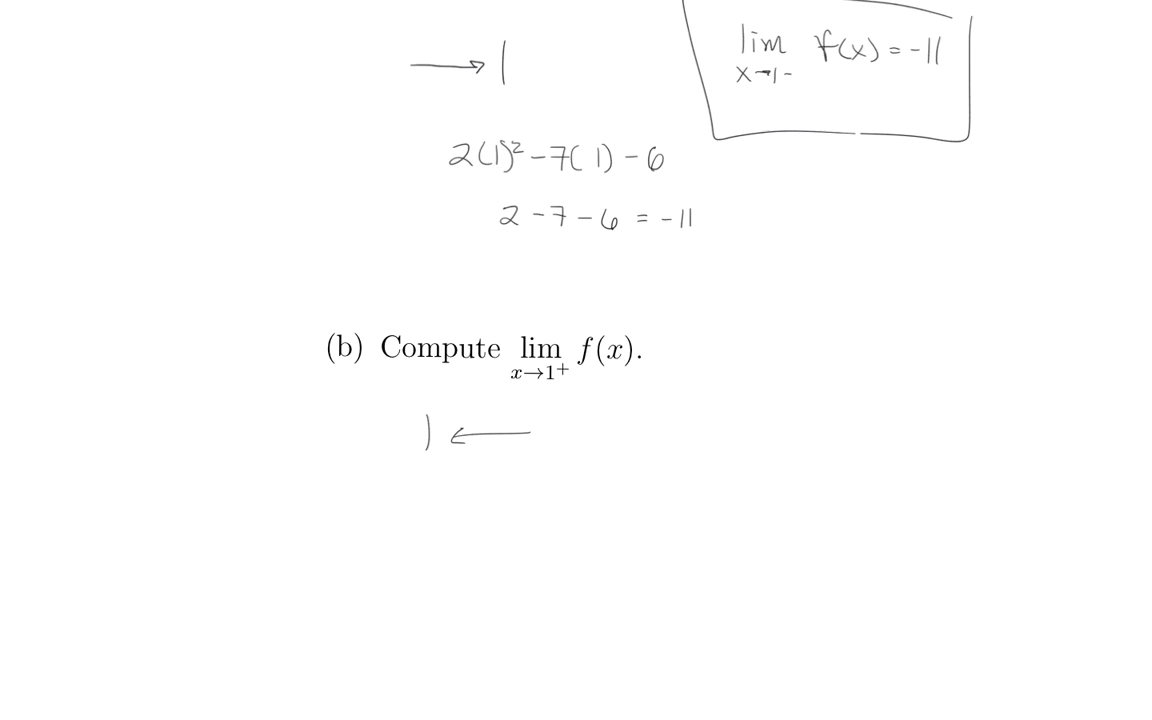 → 1
lim f(x) = -11
x→1-
2(1)² - 7(1) - 6
2 - 7 - 6 = -11
(b) Compute lim f(x).
x→1⁺
1 ←